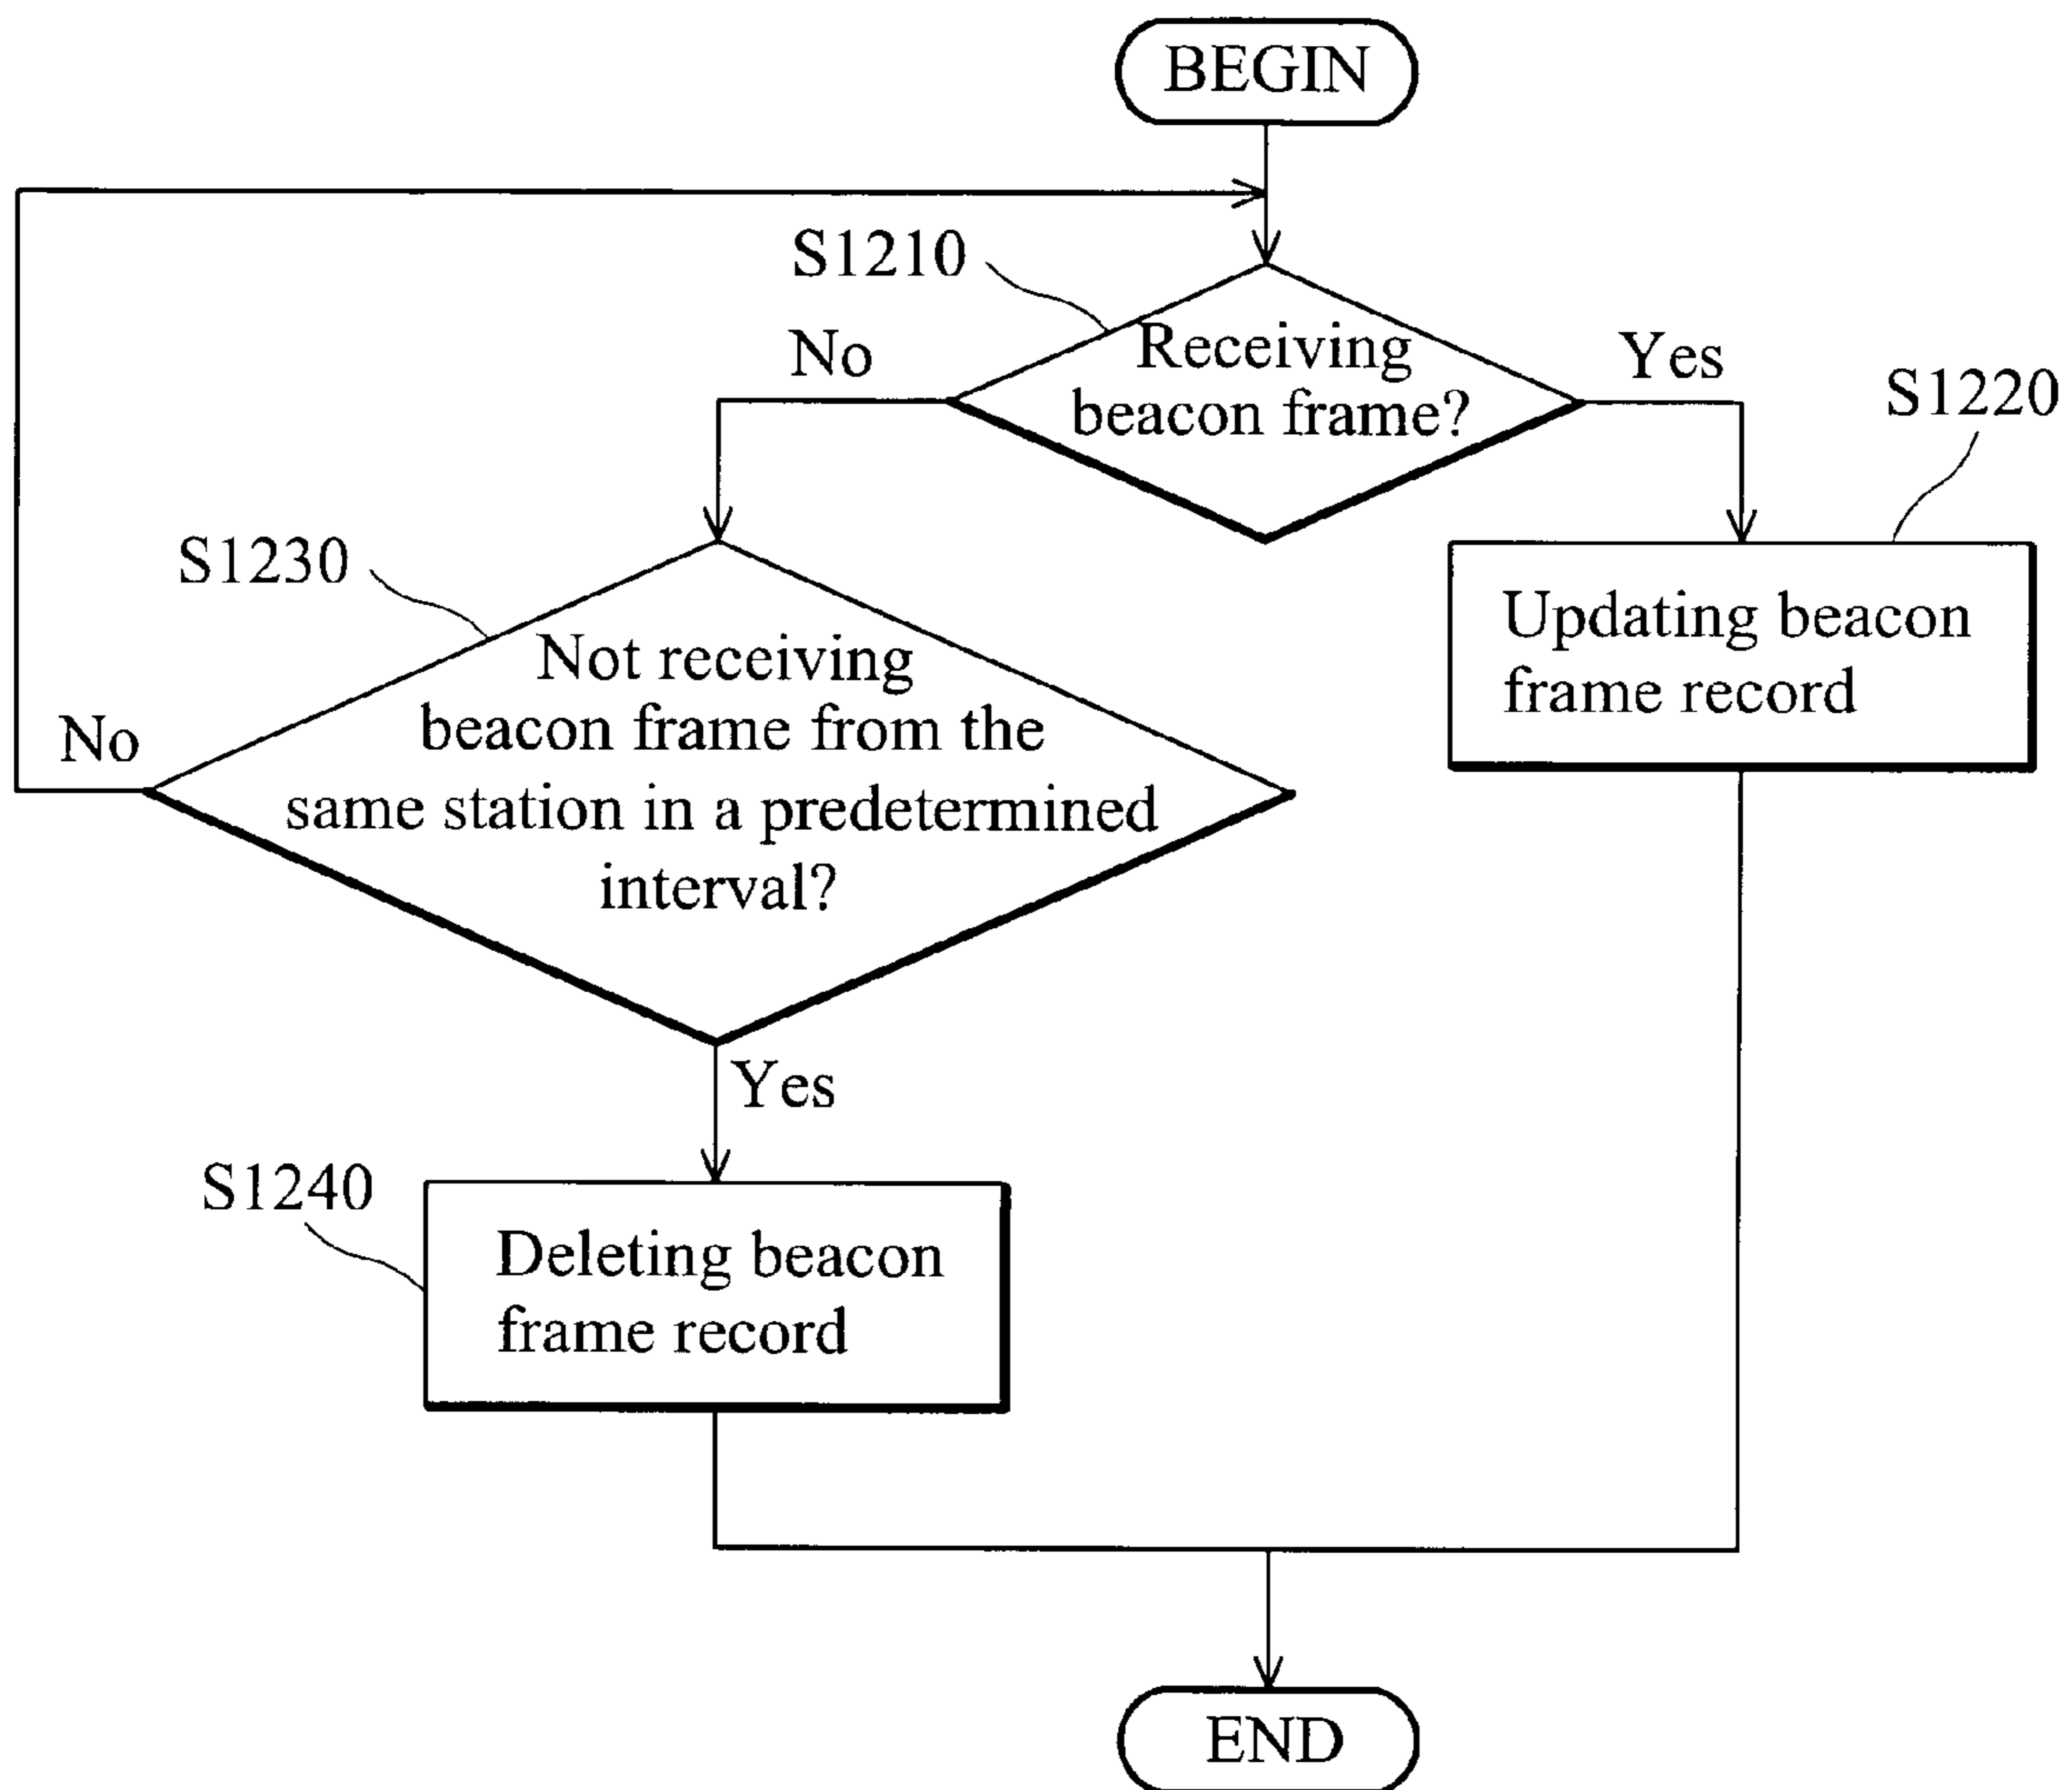 BEGIN
S1210
No
Receiving
beacon frame?
Yes
S1220
Updating beacon
frame record
S1230
Not receiving
beacon frame from the
same station in a predetermined
interval?
No
Yes
S1240
Deleting beacon
frame record
END